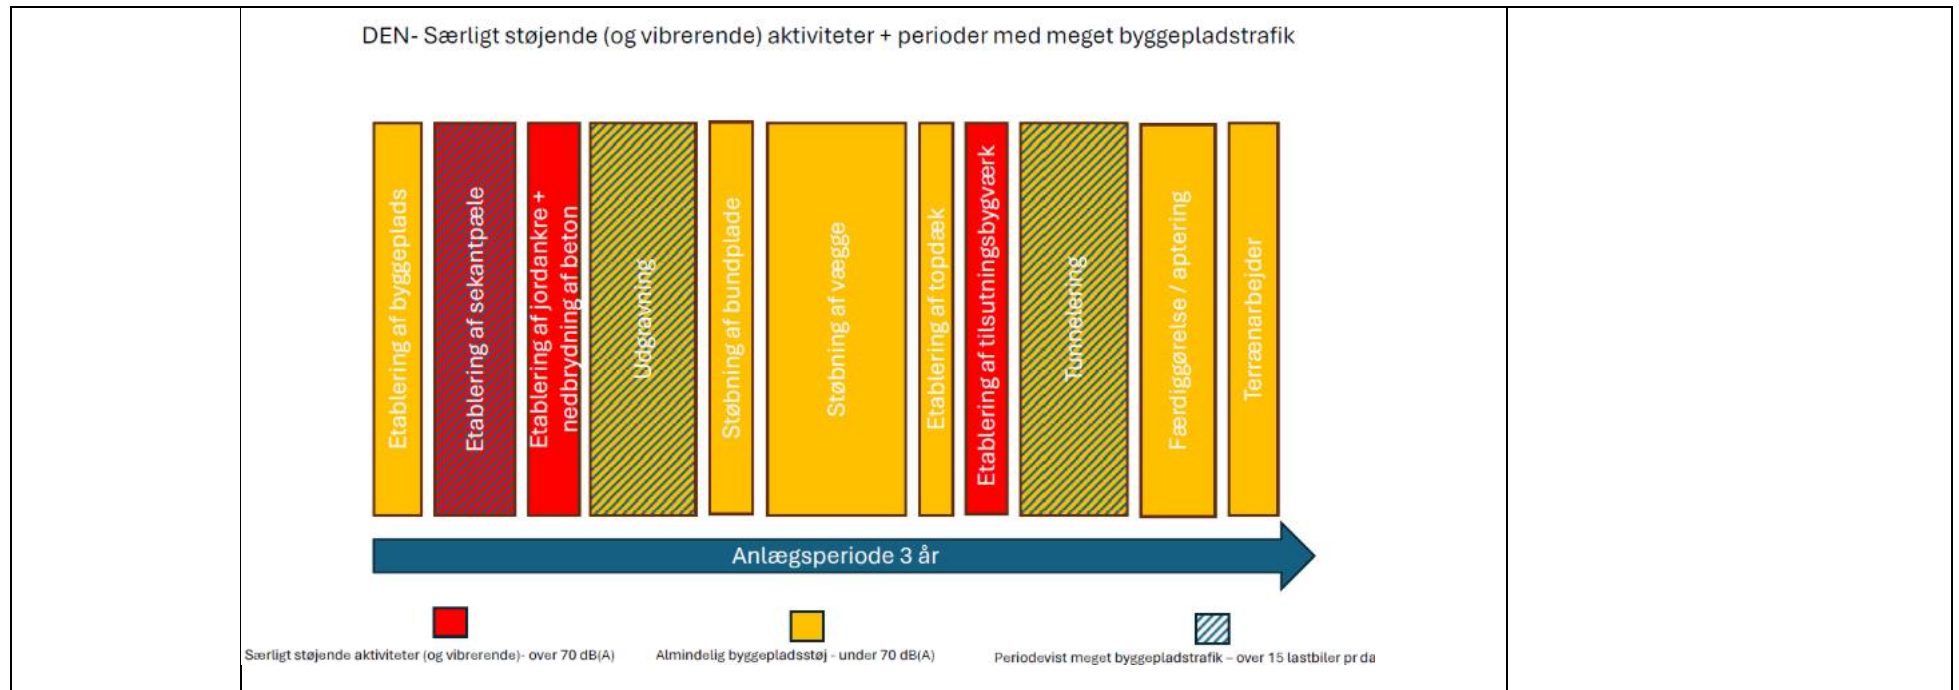 DEN- Særligt støjende (og vibrerende) aktiviteter + perioder med meget byggepladstrafik
Etablering af byggeplads
Etablering af sekantpæle
Etablering af jordankre +
nedbrydning af beton
Udgravning
Støbning af bundplade
Støbning af vægge
Etablering af topdæk
Etablering af tilsutningsbygværk
Tunnelering
Færdiggørelse / aptering
Terrænarbejder
Anlægsperiode 3 år
Særligt støjende aktiviteter (og vibrerende)- over 70 dB(A)
Almindelig byggepladsstøj - under 70 dB(A)
Periodevist meget byggepladstrafik – over 15 lastbiler pr da